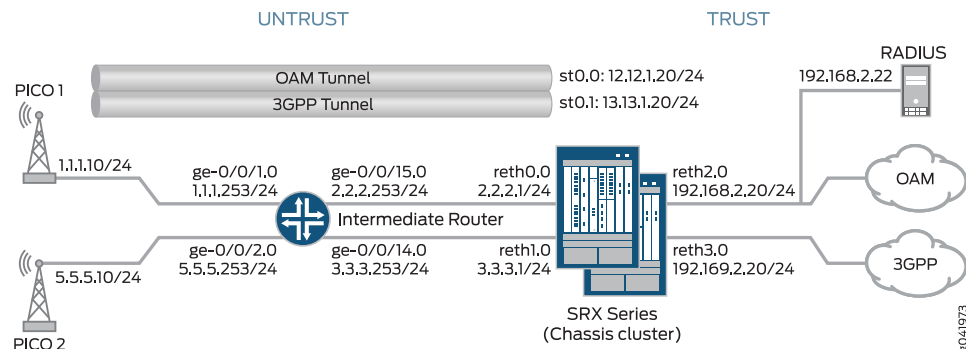 UNTRUST
TRUST
RADIUS
OAM Tunnel
st0.0: 12.12.1.20/24
192.168.2.22
PICO 1
3GPP Tunnel
st0.1: 13.13.1.20/24
1.1.1.10/24
ge-0/0/1.0
1.1.1.253/24
ge-0/0/15.0
2.2.2.253/24
reth0.0
2.2.2.1/24
reth2.0
192.168.2.20/24
OAM
Intermediate Router
5.5.5.10/24
ge-0/0/2.0
5.5.5.253/24
ge-0/0/14.0
3.3.3.253/24
reth1.0
3.3.3.1/24
reth3.0
192.169.2.20/24
3GPP
PICO 2
SRX Series
(Chassis cluster)
g041973